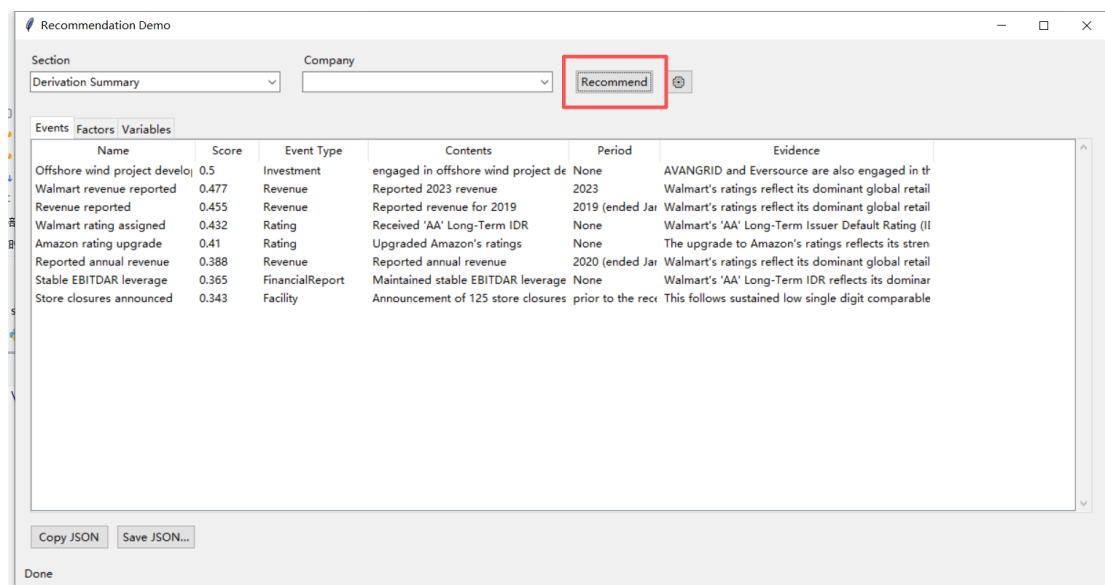 Recommendation Demo
Section
Company
Derivation Summary
Recommend
Events Factors Variables
Name Score Event Type Contents Period Evidence
Offshore wind project develo 0.5 Investment engaged in offshore wind project de None AVANGRID and Eversource are also engaged in th
Walmart revenue reported 0.477 Revenue Reported 2023 revenue 2023 Walmart's ratings reflect its dominant global retail
Revenue reported 0.455 Revenue Reported revenue for 2019 2019 (ended Jan Walmart's ratings reflect its dominant global retail
Walmart rating assigned 0.432 Rating Received 'AA' Long-Term IDR None Walmart's 'AA' Long-Term Issuer Default Rating (I
Amazon rating upgrade 0.41 Rating Upgraded Amazon's ratings None The upgrade to Amazon's ratings reflects its stren
Reported annual revenue 0.388 Revenue Reported annual revenue 2020 (ended Jan Walmart's ratings reflect its dominant global retail
Stable EBITDAR leverage 0.365 FinancialReport Maintained stable EBITDAR leverage None Walmart's 'AA' Long-Term IDR reflects its dominar
Store closures announced 0.343 Facility Announcement of 125 store closures prior to the rece This follows sustained low single digit comparable
Copy JSON Save JSON...
Done